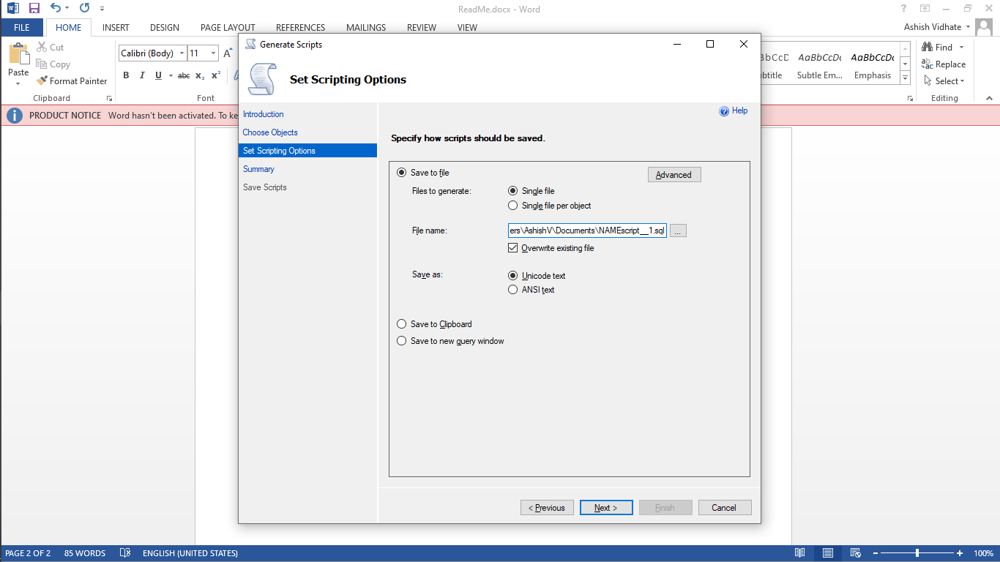 ReadMe.docx - Word
FILE HOME INSERT DESIGN PAGE LAYOUT REFERENCES MAILINGS REVIEW VIEW Ashish Vidhate
Paste
Cut
Copy
Format Painter
Clipboard
Calibri (Body) 11 A
B I U abc x₂ x² A
Font
AaBbCcDc AaBbCcDc
Subtle Em... Emphasis
Find
Replace
Select
Editing
PRODUCT NOTICE Word hasn't been activated. To ke
Generate Scripts
Set Scripting Options
Introduction
Choose Objects
Set Scripting Options
Summary
Save Scripts
Help
Specify how scripts should be saved.
Save to file Advanced
Files to generate: Single file
Single file per object
File name: ers\AshishV\Documents\NAMEscript__1.sql ...
Overwrite existing file
Save as: Unicode text
ANSI text
Save to Clipboard
Save to new query window
< Previous Next > Finish Cancel
PAGE 2 OF 2 85 WORDS ENGLISH (UNITED STATES) 100%